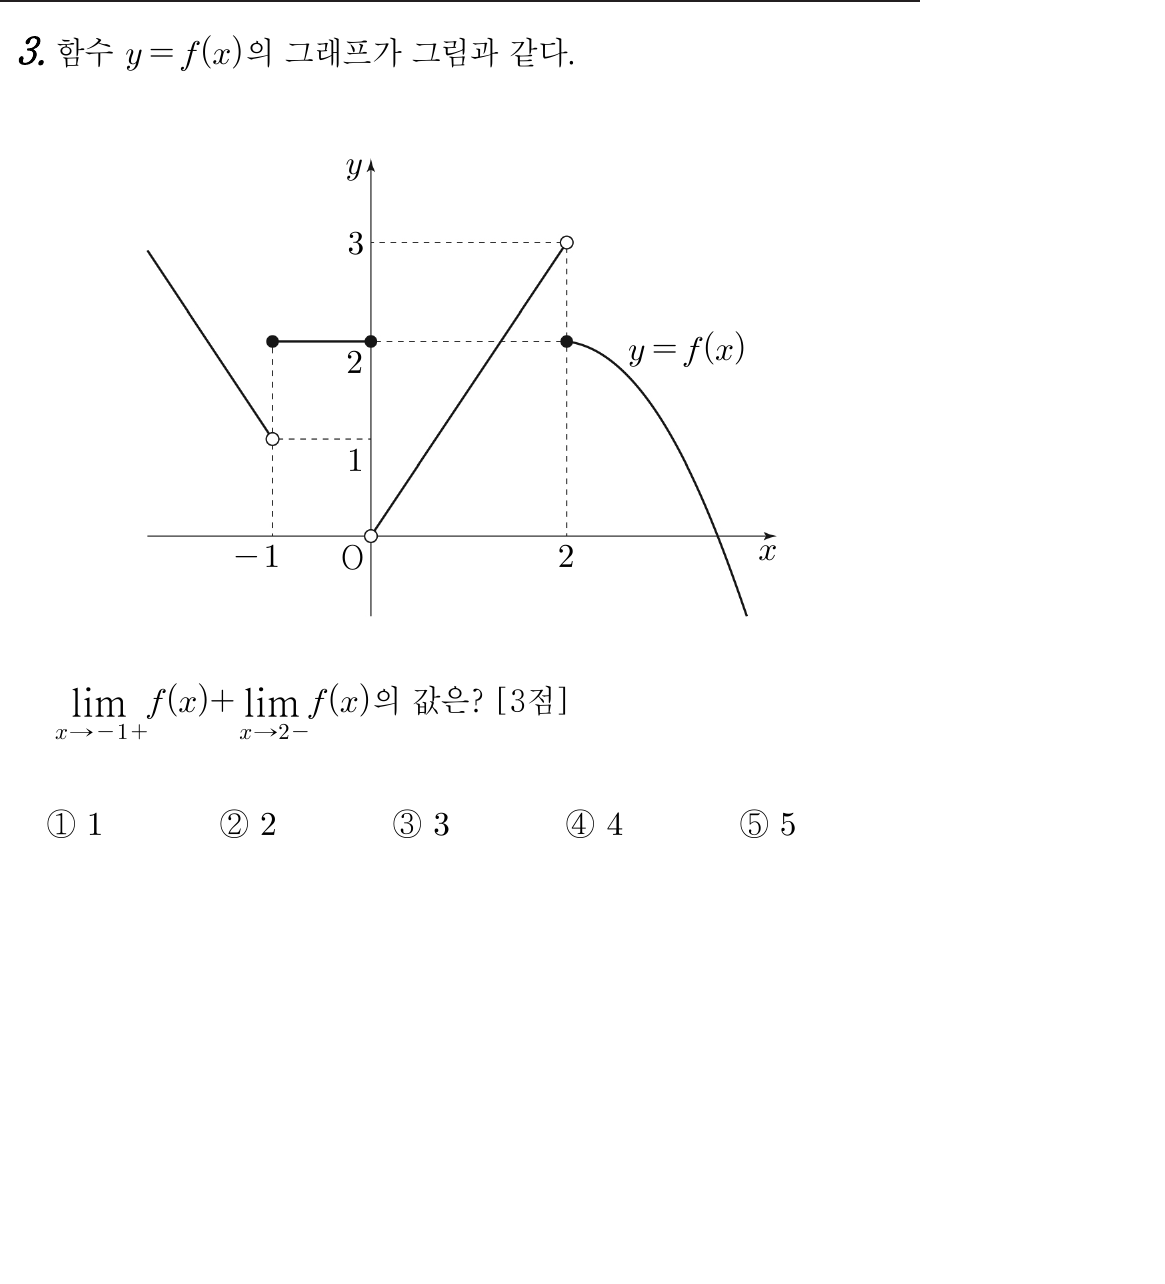 3. 함수 y=f(x)의 그래프가 그림과 같다.
y
3
y=f(x)
2
1
-1 O 2 x
lim f(x)+ lim f(x)의 값은? [3점]
x→-1+ x→2-
① 1 ② 2 ③ 3 ④ 4 ⑤ 5